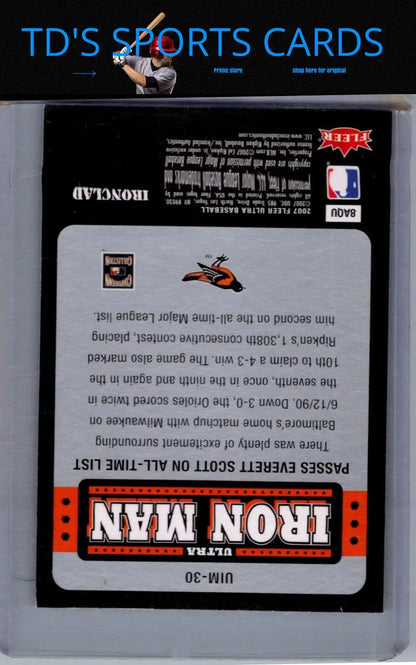 TD'S SPORTS CARDS
Prime store
shop here for original
UIM-30
ULTRA
IRON MAN
PASSES EVERETT SCOTT ON ALL-TIME LIST
There was plenty of excitement surrounding
Baltimore's home matchup with Milwaukee on
6/12/90. Down, 3-0, the Orioles scored twice in
the seventh, once in the ninth and again in the
10th to claim a 4-3 win. The game also marked
Ripken's 1,308th consecutive contest, placing
him second on the all-time Major League list.
8AQU
FLEER
2007 FLEER ULTRA BASEBALL
IRONCLAD